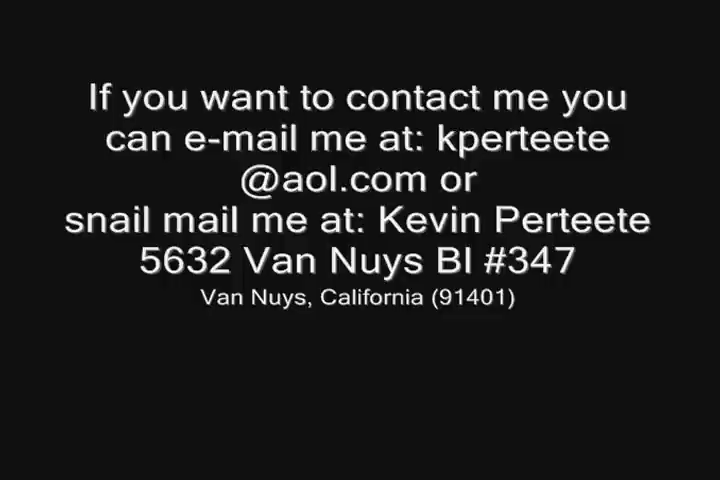 If you want to contact me you
can e-mail me at: kperteete
@aol.com or
snail mail me at: Kevin Perteete
5632 Van Nuys Bl #347
Van Nuys, California (91401)